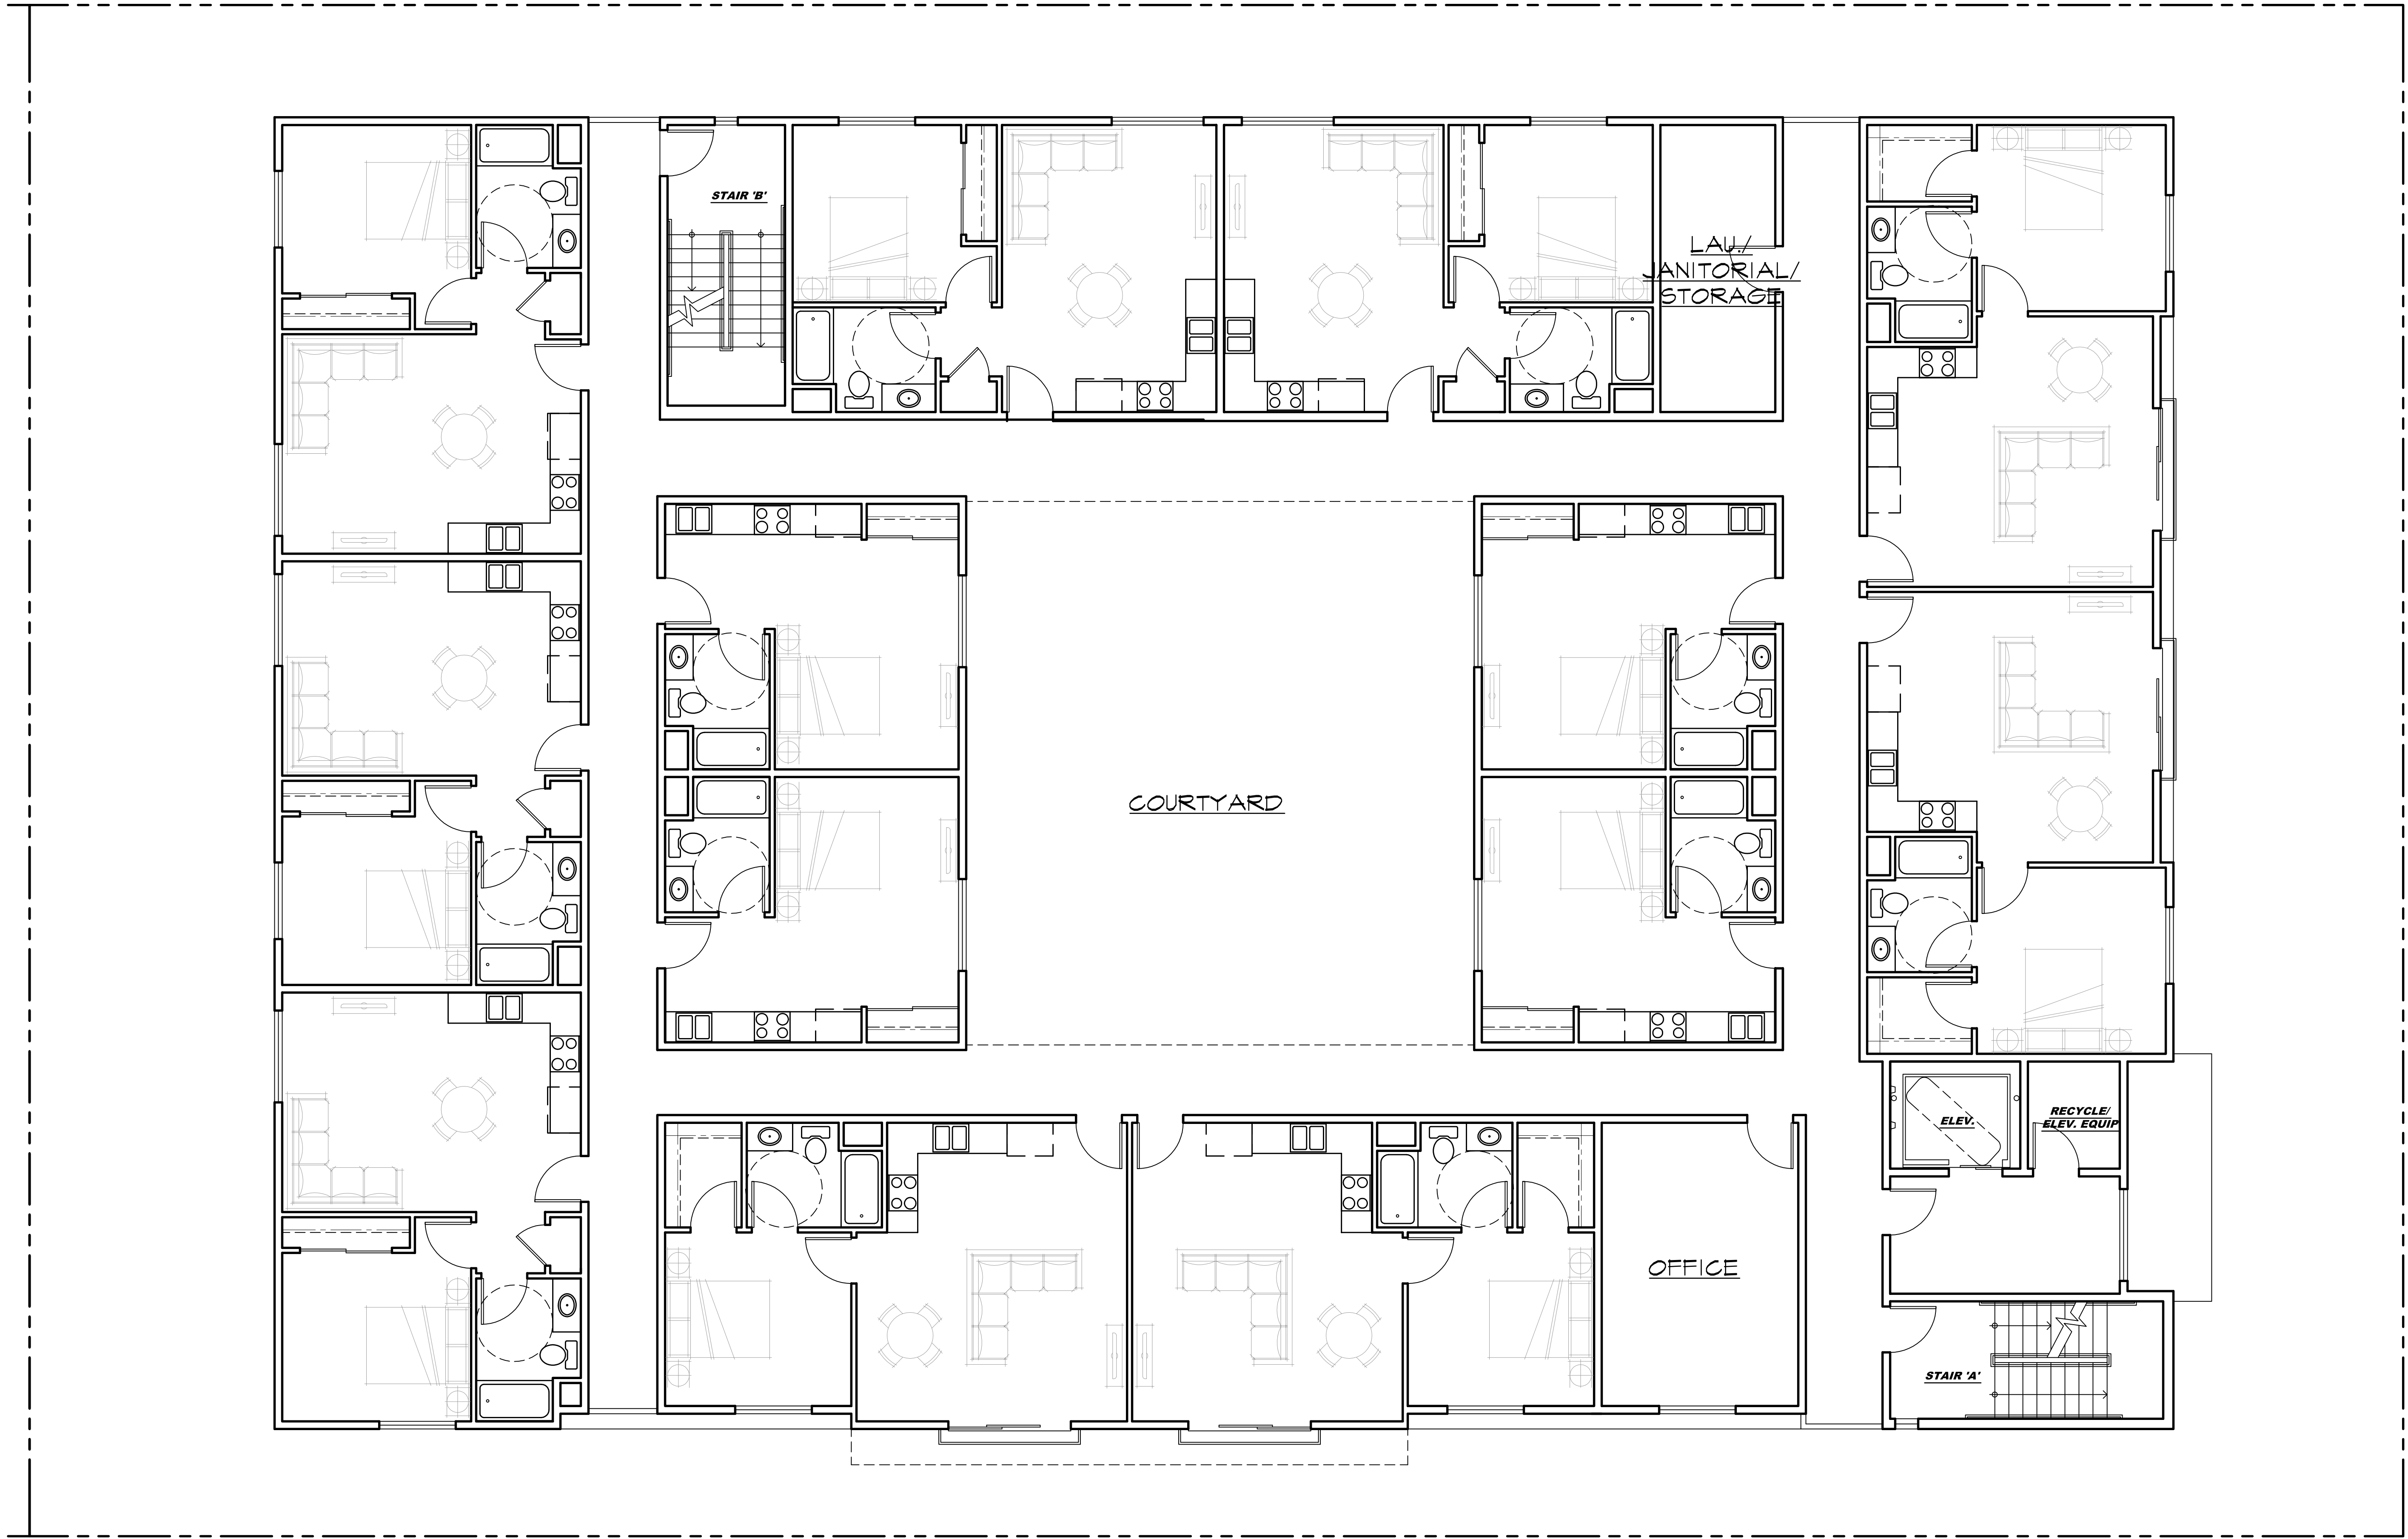 STAIR 'B'
LAU./
JANITORIAL/
STORAGE
COURTYARD
ELEV.
RECYCLE/
ELEV. EQUIP
OFFICE
STAIR 'A'